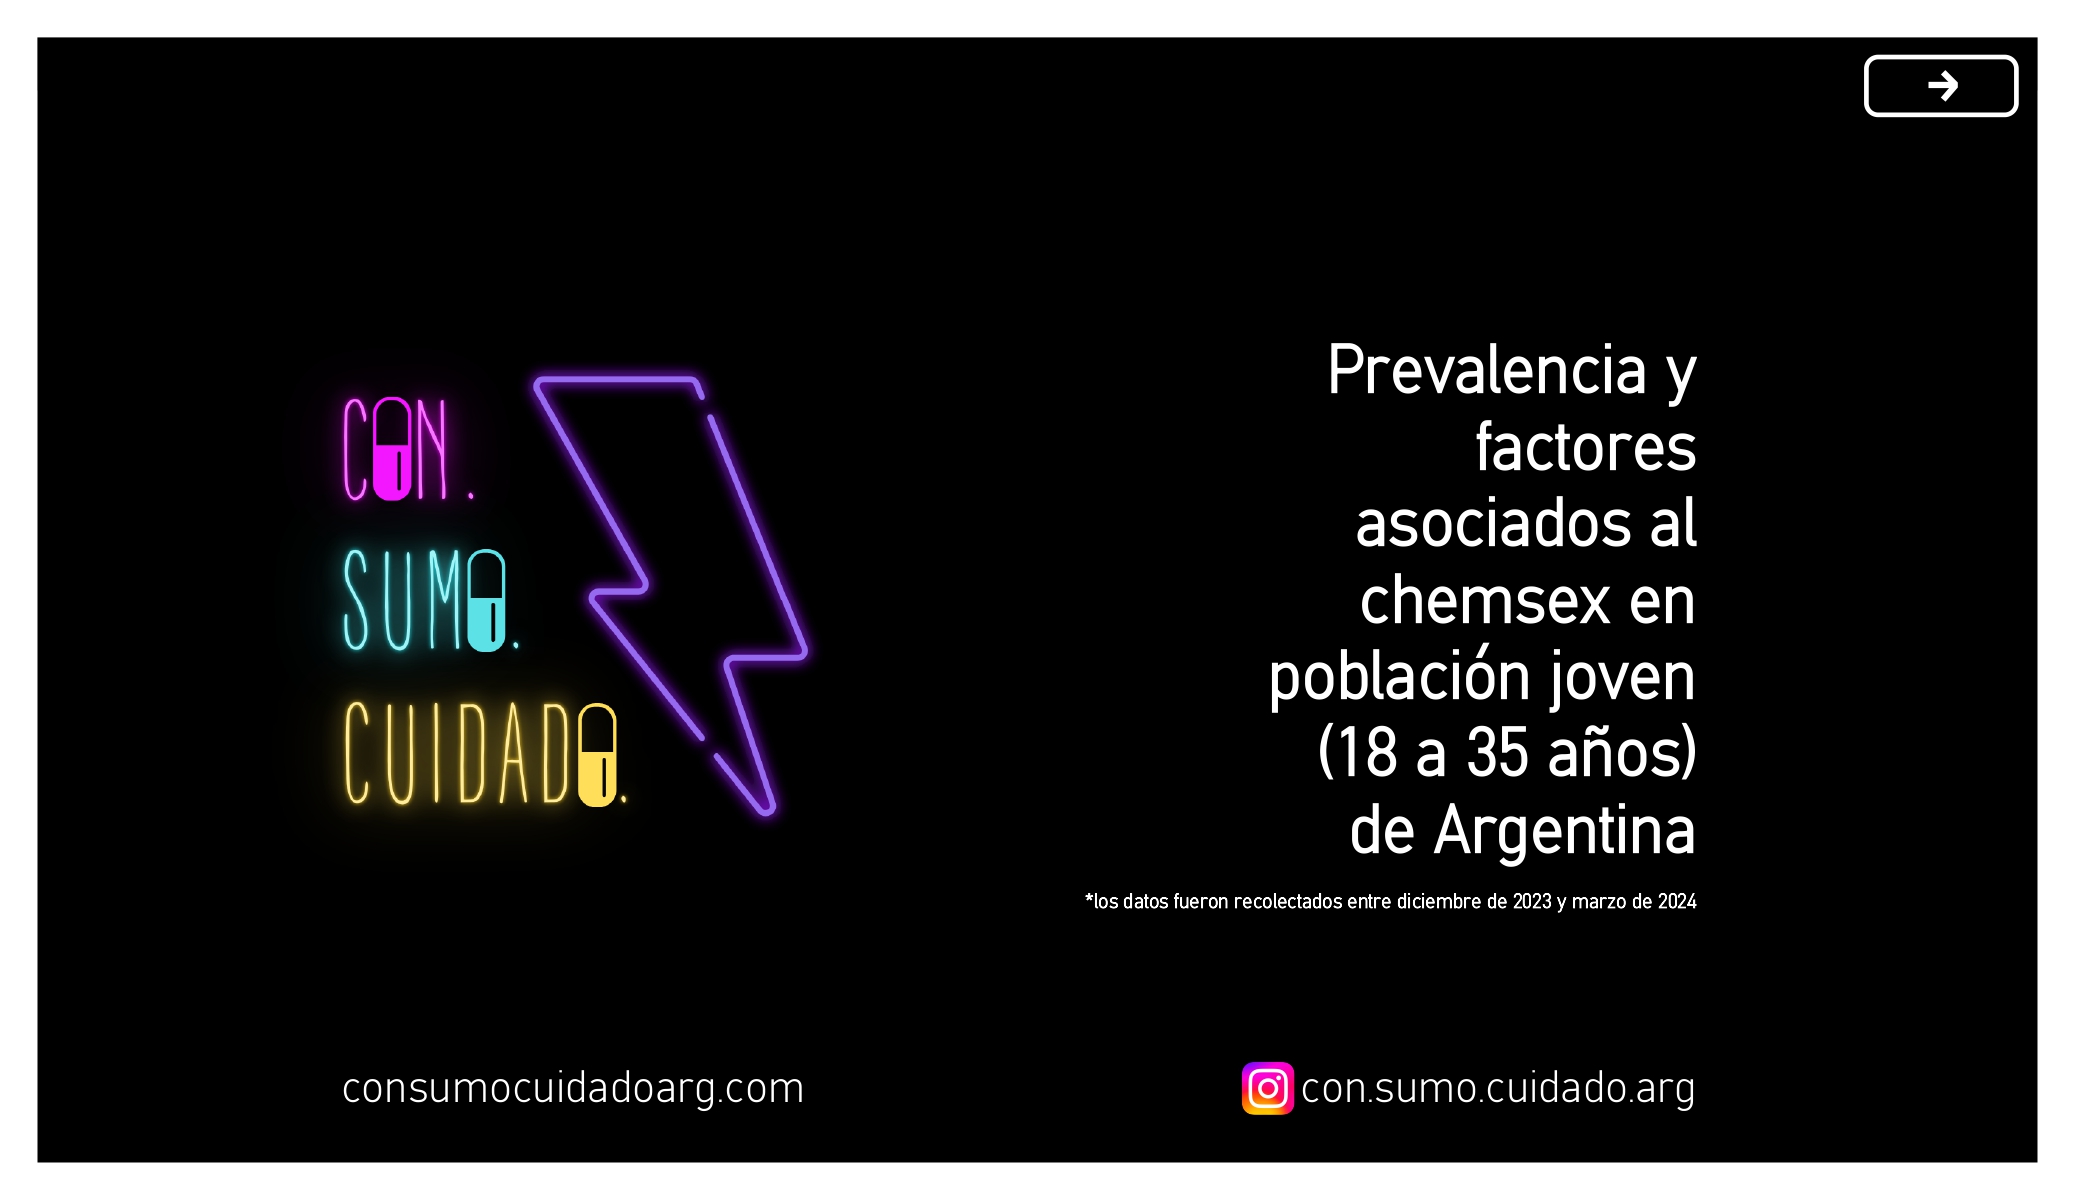 →
CON.
SUMO.
CUIDADO.
Prevalencia y
factores
asociados al
chemsex en
población joven
(18 a 35 años)
de Argentina
*los datos fueron recolectados entre diciembre de 2023 y marzo de 2024
consumocuidadoarg.com
con.sumo.cuidado.arg